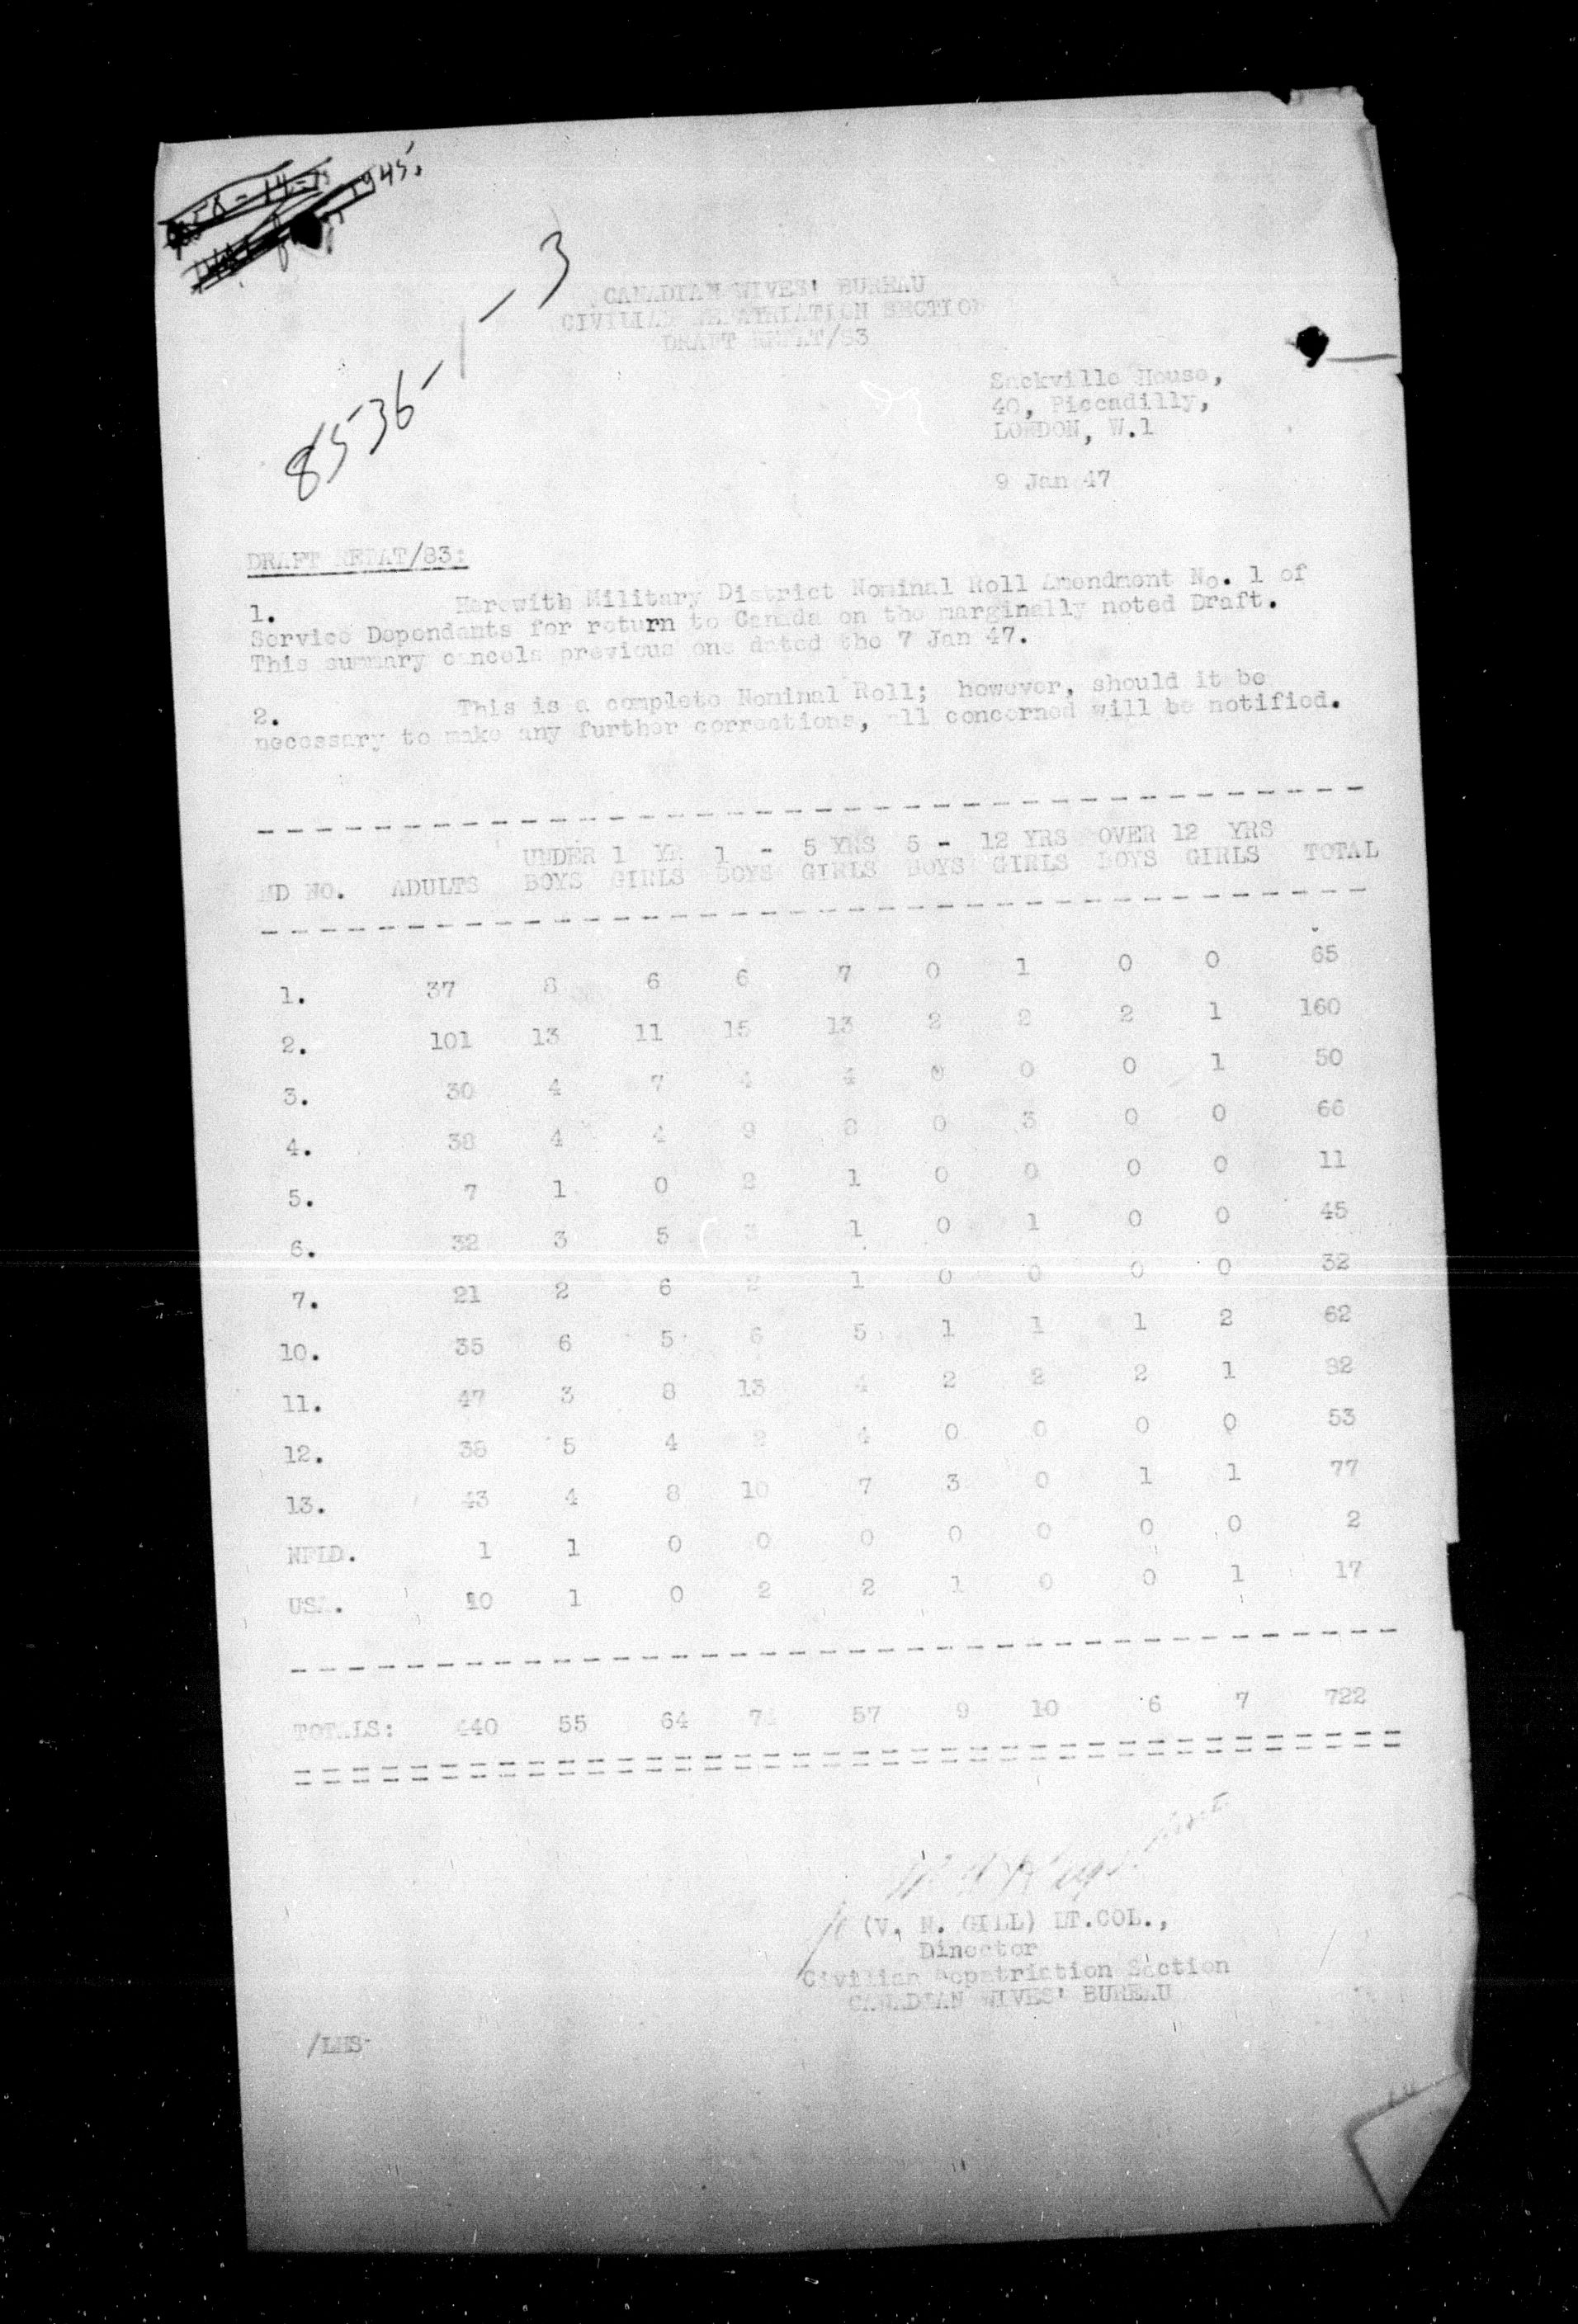 1945.
8536-1-3
CANADIAN WIVES' BUREAU
CIVILIAN REPATRIATION SECTION
DRAFT REPAT/83
Sackville House,
40, Piccadilly,
LONDON, W.1
9 Jan 47
DRAFT REPAT/83:
1. Herewith Military District Nominal Roll Amendment No. 1 of
Service Dependants for return to Canada on the marginally noted Draft.
This summary cancels previous one dated the 7 Jan 47.
2. This is a complete Nominal Roll; however, should it be
necessary to make any further corrections, all concerned will be notified.
UNDER 1 YR 1 - 5 YRS 5 - 12 YRS OVER 12 YRS
MD NO. ADULTS BOYS GIRLS BOYS GIRLS BOYS GIRLS BOYS GIRLS TOTAL
1. 37 8 6 6 7 0 1 0 0 65
2. 101 13 11 15 13 2 2 2 1 160
3. 30 4 7 4 4 0 0 0 1 50
4. 38 4 4 9 8 0 3 0 0 66
5. 7 1 0 2 1 0 0 0 0 11
6. 32 3 5 3 1 0 1 0 0 45
7. 21 2 6 2 1 0 0 0 0 32
10. 35 6 5 6 5 1 1 1 2 62
11. 47 3 8 13 4 2 2 2 1 82
12. 38 5 4 2 4 0 0 0 0 53
13. 43 4 8 10 7 3 0 1 1 77
NFLD. 1 1 0 0 0 0 0 0 0 2
USA. 10 1 0 2 2 1 0 0 1 17
TOTALS: 440 55 64 74 57 9 10 6 7 722
(V. N. GILL) LT.COL.,
Director
Civilian Repatriation Section
CANADIAN WIVES' BUREAU
/LHS